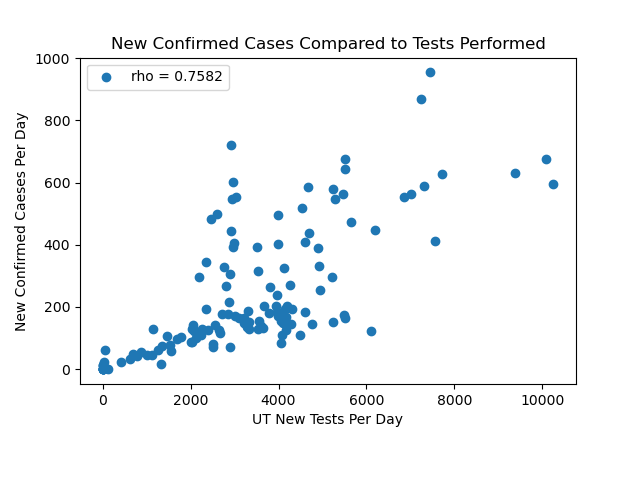 New Confirmed Cases Compared to Tests Performed
rho = 0.7582
1000
800
600
400
200
0
New Confirmed Caeses Per Day
0 2000 4000 6000 8000 10000
UT New Tests Per Day